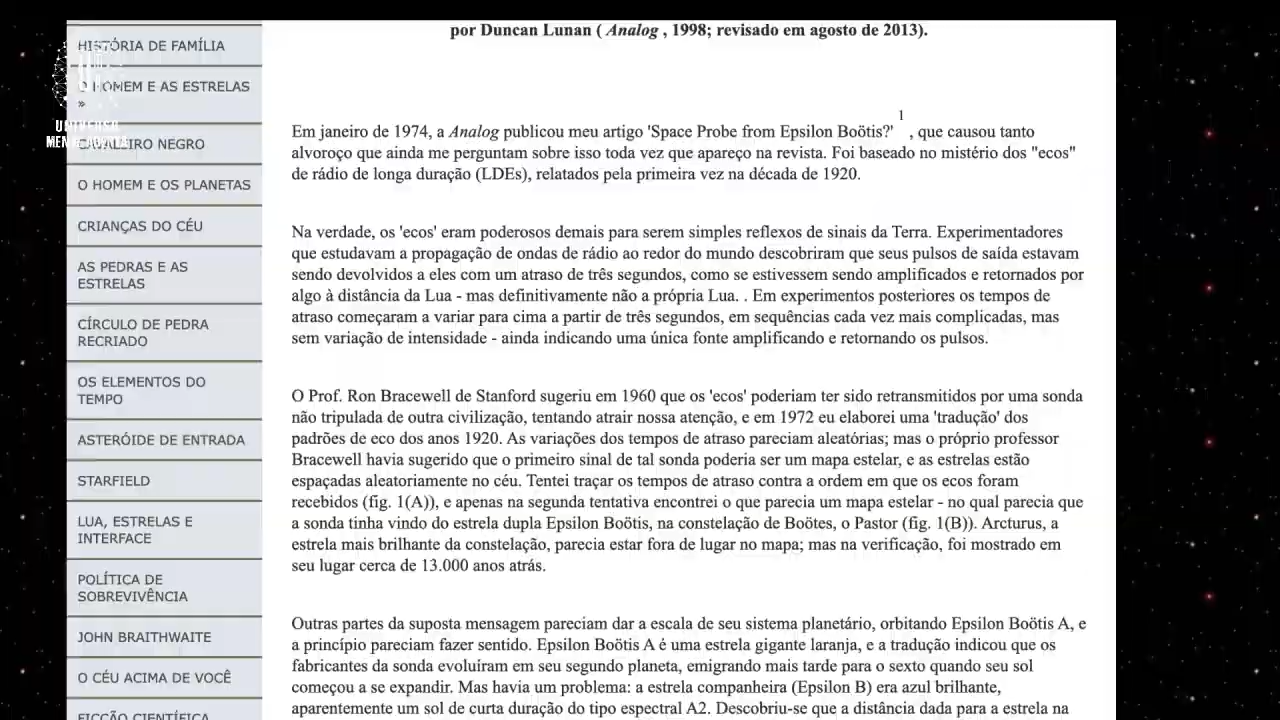 por Duncan Lunan ( Analog , 1998; revisado em agosto de 2013).
HISTÓRIA DE FAMÍLIA
O HOMEM E AS ESTRELAS
»
CAVALEIRO NEGRO
O HOMEM E OS PLANETAS
CRIANÇAS DO CÉU
AS PEDRAS E AS
ESTRELAS
CÍRCULO DE PEDRA
RECRIADO
OS ELEMENTOS DO
TEMPO
ASTERÓIDE DE ENTRADA
STARFIELD
LUA, ESTRELAS E
INTERFACE
POLÍTICA DE
SOBREVIVÊNCIA
JOHN BRAITHWAITE
O CÉU ACIMA DE VOCÊ
FICÇÃO CIENTÍFICA
UNIVERSO
Em janeiro de 1974, a Analog publicou meu artigo 'Space Probe from Epsilon Boötis?' 1 , que causou tanto
alvoroço que ainda me perguntam sobre isso toda vez que apareço na revista. Foi baseado no mistério dos "ecos"
de rádio de longa duração (LDEs), relatados pela primeira vez na década de 1920.
Na verdade, os 'ecos' eram poderosos demais para serem simples reflexos de sinais da Terra. Experimentadores
que estudavam a propagação de ondas de rádio ao redor do mundo descobriram que seus pulsos de saída estavam
sendo devolvidos a eles com um atraso de três segundos, como se estivessem sendo amplificados e retornados por
algo à distância da Lua - mas definitivamente não a própria Lua. . Em experimentos posteriores os tempos de
atraso começaram a variar para cima a partir de três segundos, em sequências cada vez mais complicadas, mas
sem variação de intensidade - ainda indicando uma única fonte amplificando e retornando os pulsos.
O Prof. Ron Bracewell de Stanford sugeriu em 1960 que os 'ecos' poderiam ter sido retransmitidos por uma sonda
não tripulada de outra civilização, tentando atrair nossa atenção, e em 1972 eu elaborei uma 'tradução' dos
padrões de eco dos anos 1920. As variações dos tempos de atraso pareciam aleatórias; mas o próprio professor
Bracewell havia sugerido que o primeiro sinal de tal sonda poderia ser um mapa estelar, e as estrelas estão
espaçadas aleatoriamente no céu. Tentei traçar os tempos de atraso contra a ordem em que os ecos foram
recebidos (fig. 1(A)), e apenas na segunda tentativa encontrei o que parecia um mapa estelar - no qual parecia que
a sonda tinha vindo do estrela dupla Epsilon Boötis, na constelação de Boötes, o Pastor (fig. 1(B)). Arcturus, a
estrela mais brilhante da constelação, parecia estar fora de lugar no mapa; mas na verificação, foi mostrado em
seu lugar cerca de 13.000 anos atrás.
Outras partes da suposta mensagem pareciam dar a escala de seu sistema planetário, orbitando Epsilon Boötis A, e
a princípio pareciam fazer sentido. Epsilon Boötis A é uma estrela gigante laranja, e a tradução indicou que os
fabricantes da sonda evoluíram em seu segundo planeta, emigrando mais tarde para o sexto quando seu sol
começou a se expandir. Mas havia um problema: a estrela companheira (Epsilon B) era azul brilhante,
aparentemente um sol de curta duração do tipo espectral A2. Descobriu-se que a distância dada para a estrela na